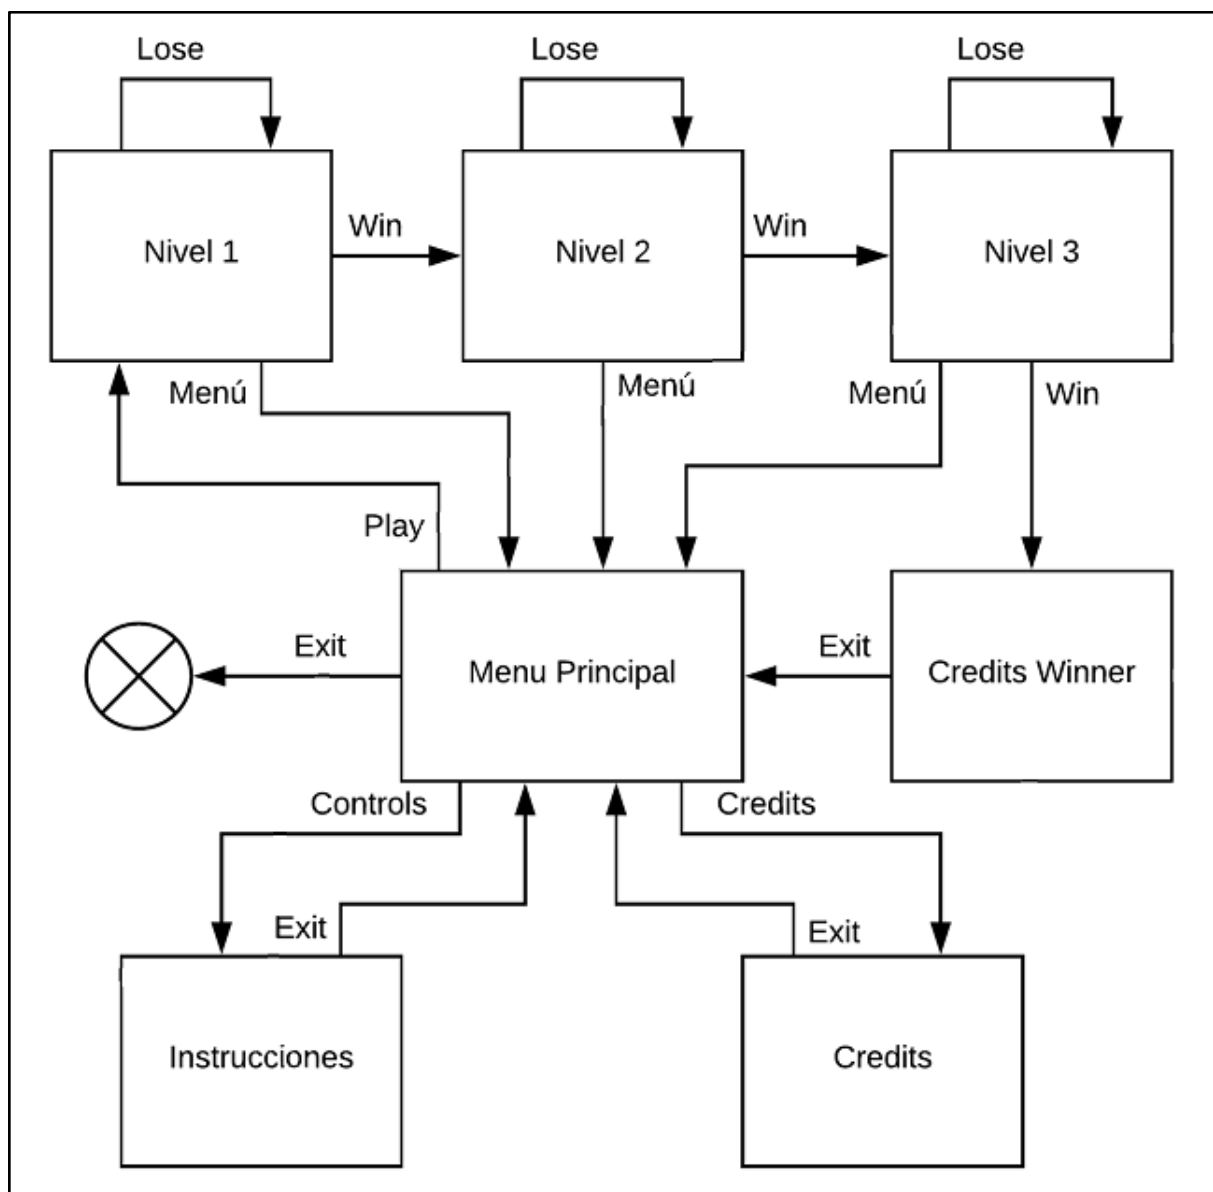 Lose
Lose
Lose
Nivel 1
Win
Nivel 2
Win
Nivel 3
Menú
Menú
Menú
Win
Play
Exit
Menu Principal
Exit
Credits Winner
Controls
Credits
Exit
Exit
Instrucciones
Credits